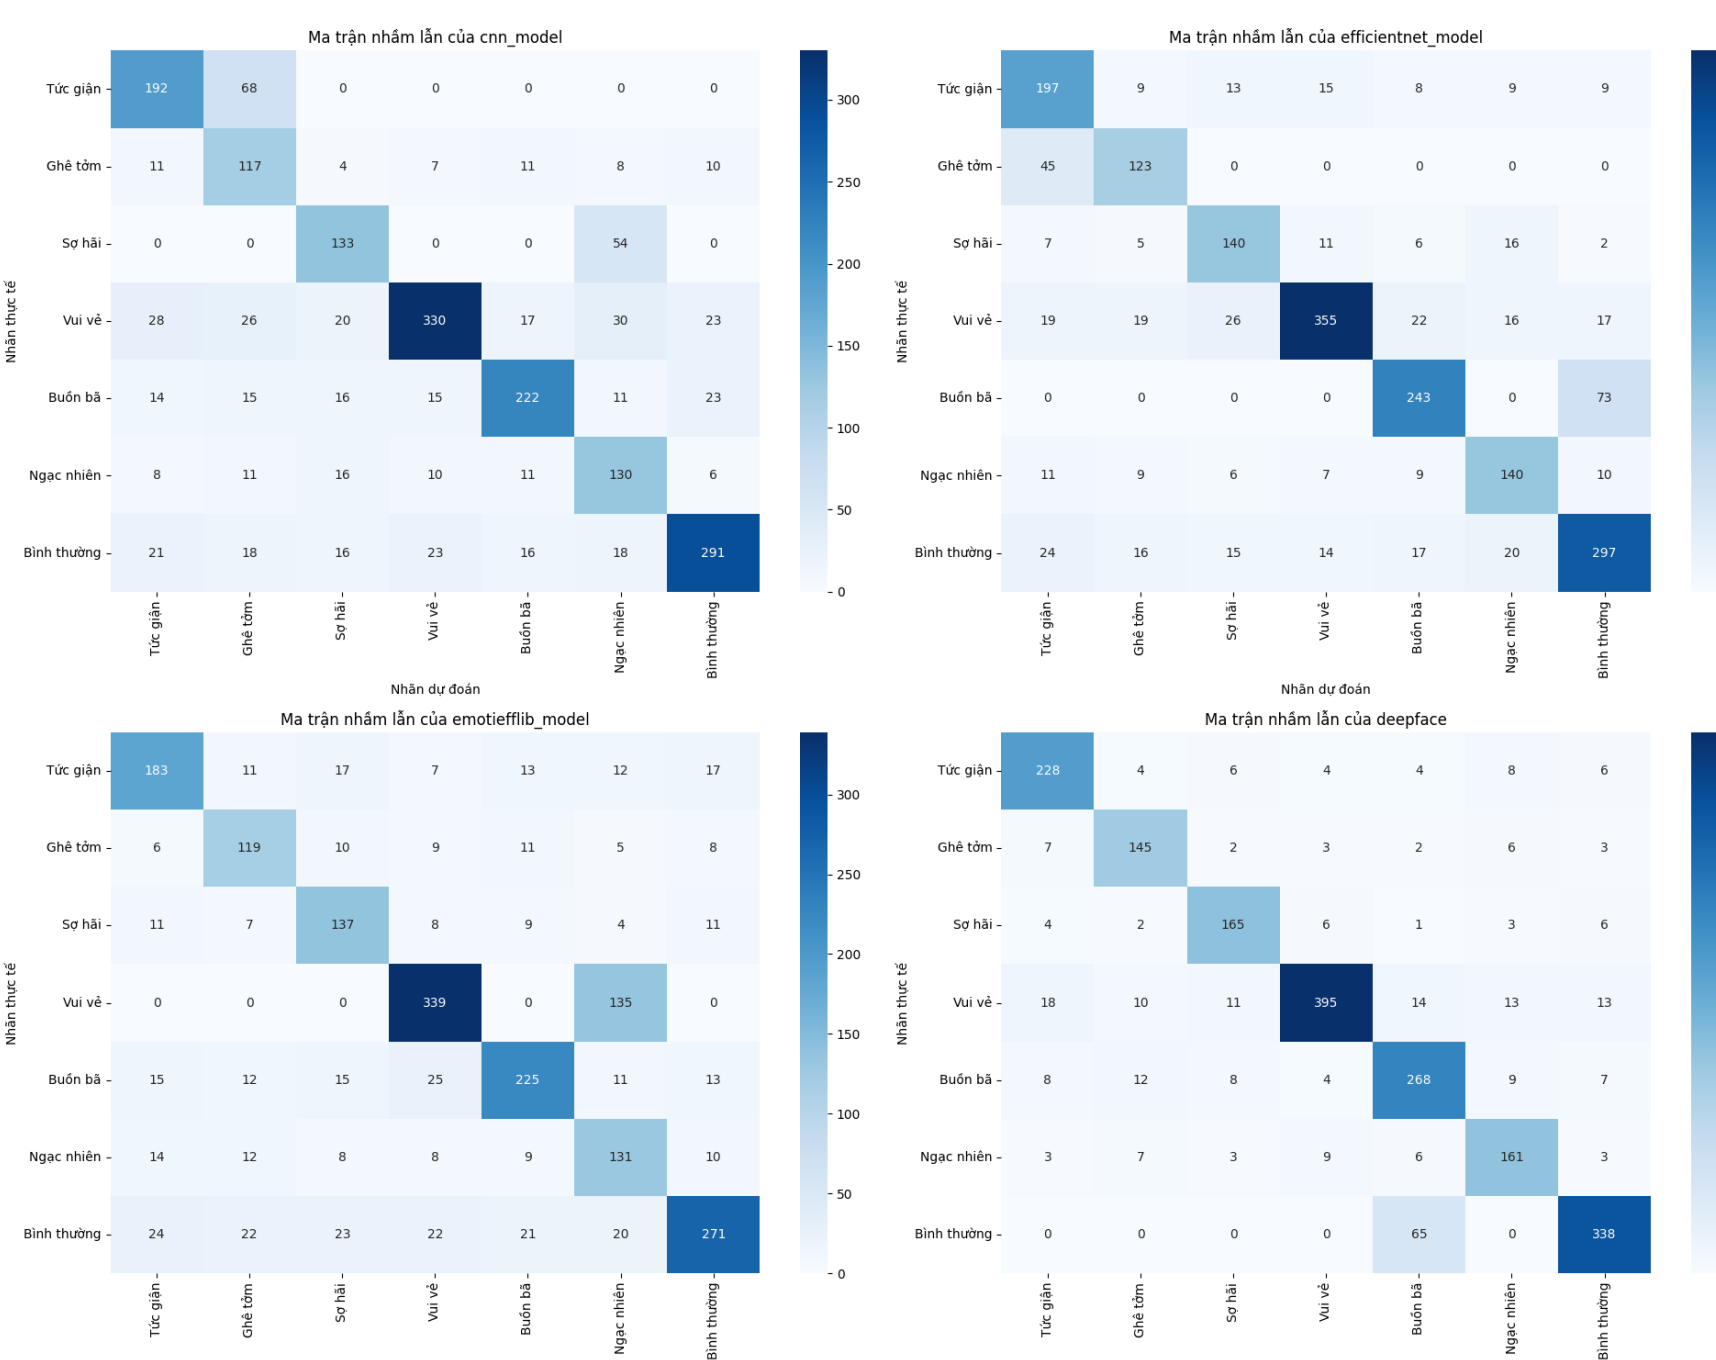 Ma trận nhầm lẫn của cnn_model
Nhãn thực tế
Tức giận 192 68 0 0 0 0 0
Ghê tởm 11 117 4 7 11 8 10
Sợ hãi 0 0 133 0 0 54 0
Vui vẻ 28 26 20 330 17 30 23
Buồn bã 14 15 16 15 222 11 23
Ngạc nhiên 8 11 16 10 11 130 6
Bình thường 21 18 16 23 16 18 291
Tức giận Ghê tởm Sợ hãi Vui vẻ Buồn bã Ngạc nhiên Bình thường
Nhãn dự đoán
300
250
200
150
100
50
0
Ma trận nhầm lẫn của efficientnet_model
Nhãn thực tế
Tức giận 197 9 13 15 8 9 9
Ghê tởm 45 123 0 0 0 0 0
Sợ hãi 7 5 140 11 6 16 2
Vui vẻ 19 19 26 355 22 16 17
Buồn bã 0 0 0 0 243 0 73
Ngạc nhiên 11 9 6 7 9 140 10
Bình thường 24 16 15 14 17 20 297
Tức giận Ghê tởm Sợ hãi Vui vẻ Buồn bã Ngạc nhiên Bình thường
Nhãn dự đoán
Ma trận nhầm lẫn của emotiefflib_model
Nhãn thực tế
Tức giận 183 11 17 7 13 12 17
Ghê tởm 6 119 10 9 11 5 8
Sợ hãi 11 7 137 8 9 4 11
Vui vẻ 0 0 0 339 0 135 0
Buồn bã 15 12 15 25 225 11 13
Ngạc nhiên 14 12 8 8 9 131 10
Bình thường 24 22 23 22 21 20 271
Tức giận Ghê tởm Sợ hãi Vui vẻ Buồn bã Ngạc nhiên Bình thường
300
250
200
150
100
50
0
Ma trận nhầm lẫn của deepface
Nhãn thực tế
Tức giận 228 4 6 4 4 8 6
Ghê tởm 7 145 2 3 2 6 3
Sợ hãi 4 2 165 6 1 3 6
Vui vẻ 18 10 11 395 14 13 13
Buồn bã 8 12 8 4 268 9 7
Ngạc nhiên 3 7 3 9 6 161 3
Bình thường 0 0 0 0 65 0 338
Tức giận Ghê tởm Sợ hãi Vui vẻ Buồn bã Ngạc nhiên Bình thường